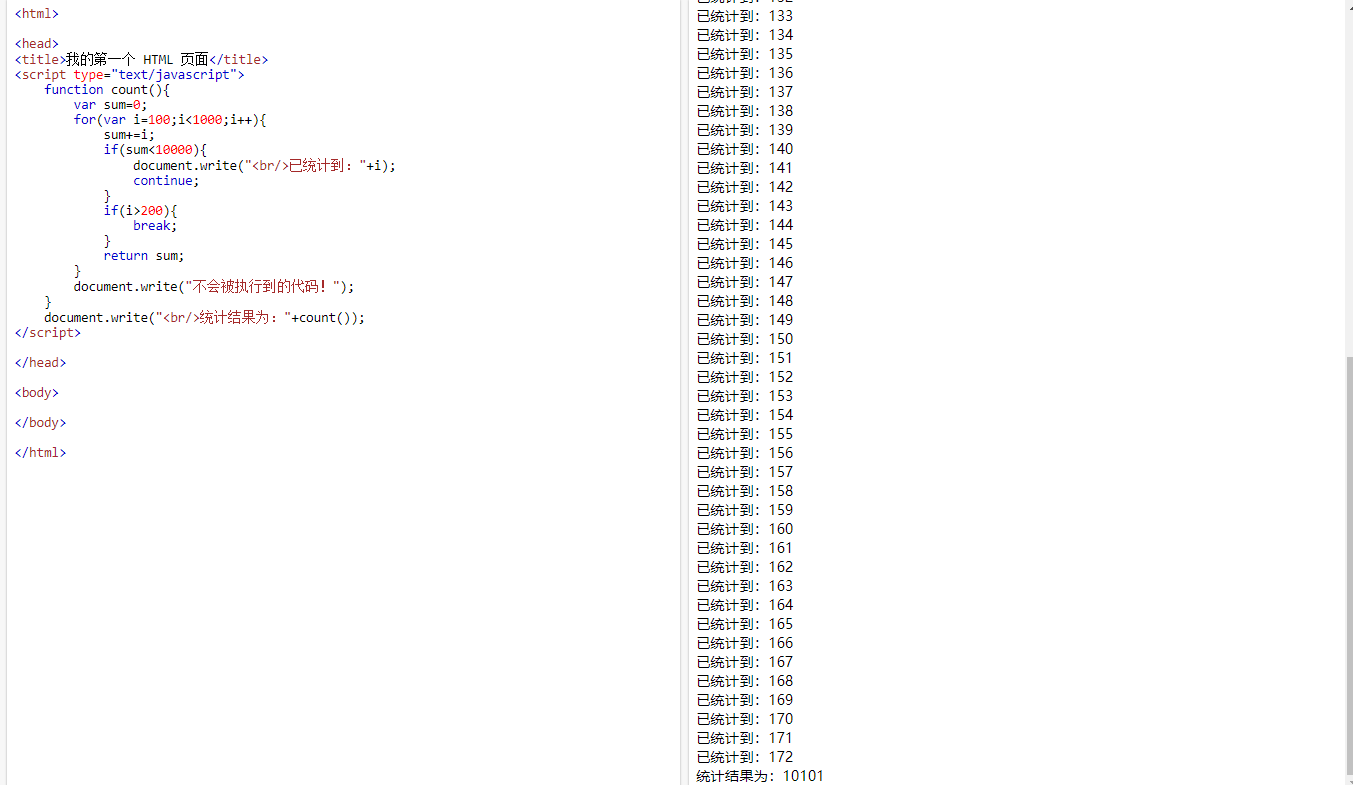 <html>
<head>
<title>我的第一个 HTML 页面</title>
<script type="text/javascript">
function count(){
var sum=0;
for(var i=100;i<1000;i++){
sum+=i;
if(sum<10000){
document.write("<br/>已统计到："+i);
continue;
}
if(i>200){
break;
}
return sum;
}
document.write("不会被执行到的代码！");
}
document.write("<br/>统计结果为："+count());
</script>
</head>
<body>
</body>
</html>
已统计到：133
已统计到：134
已统计到：135
已统计到：136
已统计到：137
已统计到：138
已统计到：139
已统计到：140
已统计到：141
已统计到：142
已统计到：143
已统计到：144
已统计到：145
已统计到：146
已统计到：147
已统计到：148
已统计到：149
已统计到：150
已统计到：151
已统计到：152
已统计到：153
已统计到：154
已统计到：155
已统计到：156
已统计到：157
已统计到：158
已统计到：159
已统计到：160
已统计到：161
已统计到：162
已统计到：163
已统计到：164
已统计到：165
已统计到：166
已统计到：167
已统计到：168
已统计到：169
已统计到：170
已统计到：171
已统计到：172
统计结果为：10101